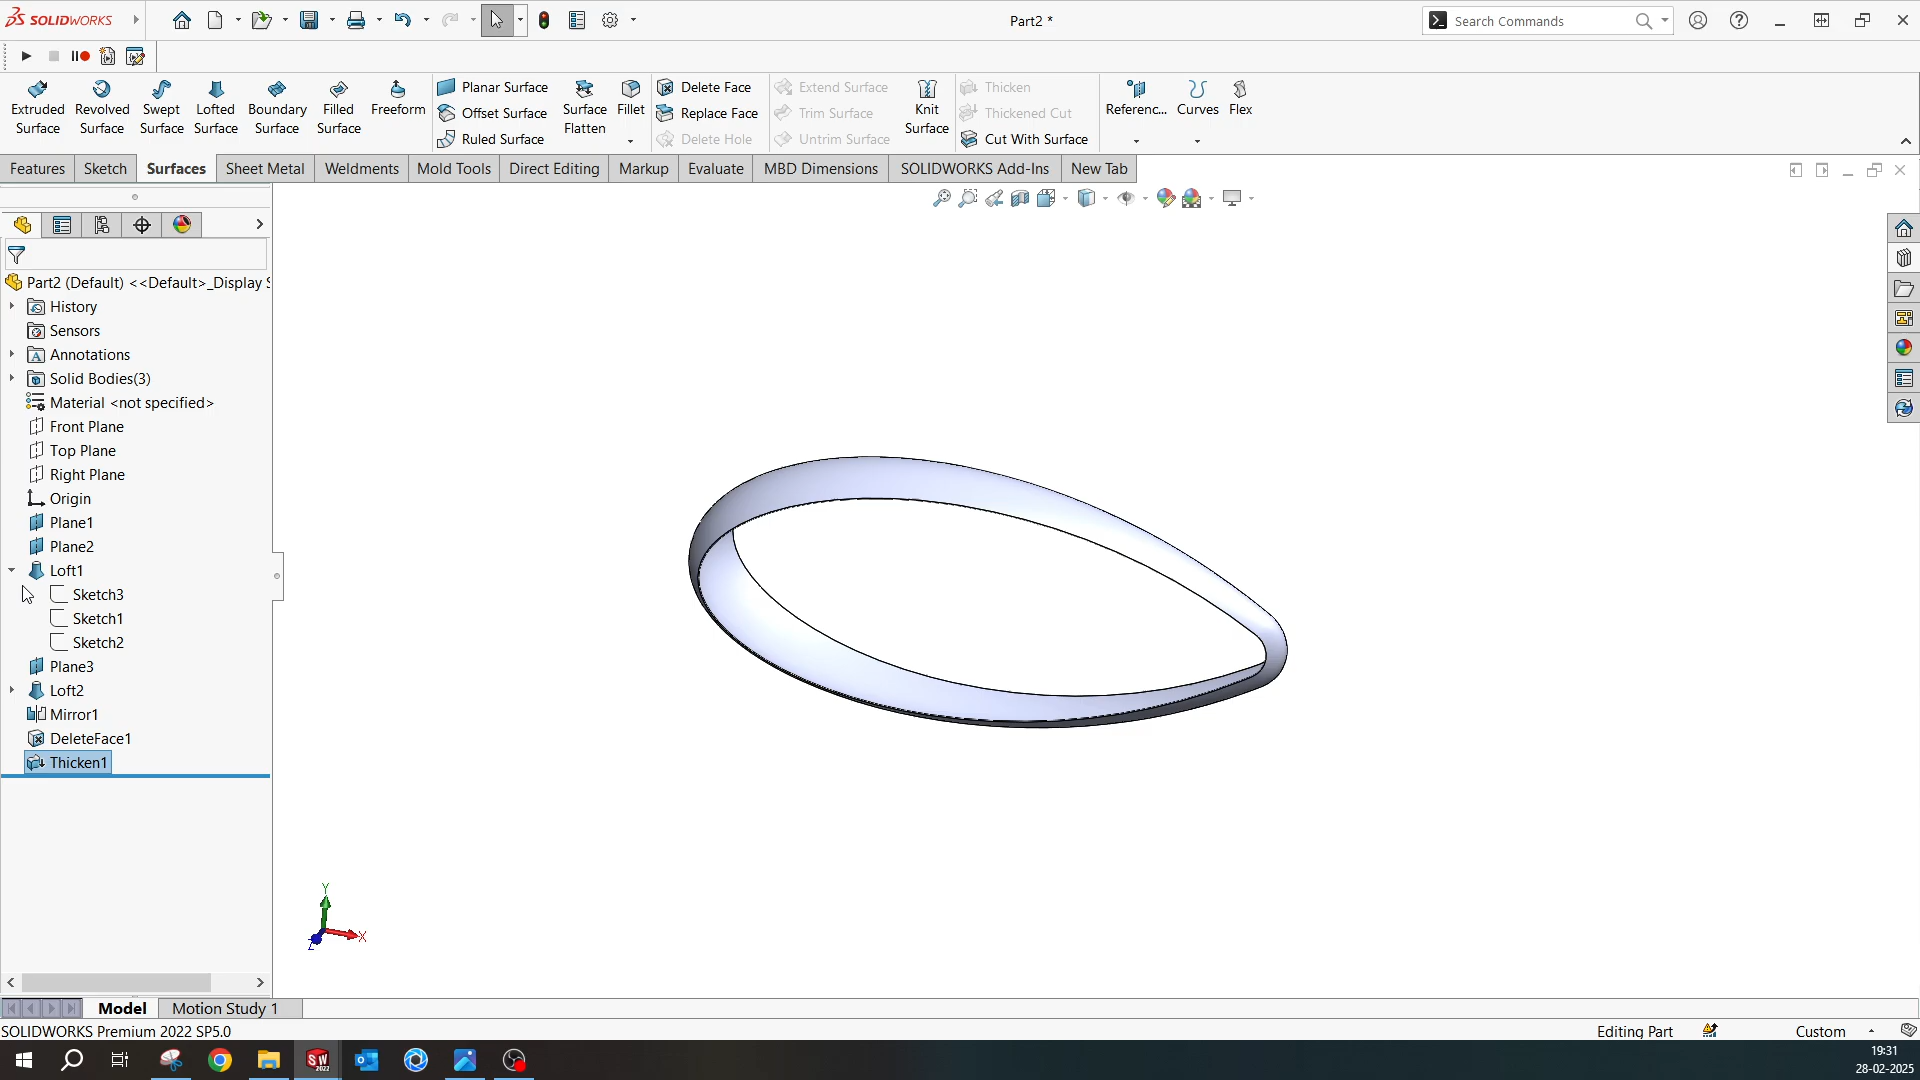 SOLIDWORKS
Part2 *
Search Commands
Extruded Surface
Revolved Surface
Swept Surface
Lofted Surface
Boundary Surface
Filled Surface
Freeform
Planar Surface
Offset Surface
Ruled Surface
Surface Flatten
Fillet
Delete Face
Replace Face
Delete Hole
Extend Surface
Trim Surface
Untrim Surface
Knit Surface
Thicken
Thickened Cut
Cut With Surface
Referenc...
Curves
Flex
Features
Sketch
Surfaces
Sheet Metal
Weldments
Mold Tools
Direct Editing
Markup
Evaluate
MBD Dimensions
SOLIDWORKS Add-Ins
New Tab
Part2 (Default) <<Default>_Display S
History
Sensors
Annotations
Solid Bodies(3)
Material <not specified>
Front Plane
Top Plane
Right Plane
Origin
Plane1
Plane2
Loft1
Sketch3
Sketch1
Sketch2
Plane3
Loft2
Mirror1
DeleteFace1
Thicken1
Y
X
Z
Model
Motion Study 1
SOLIDWORKS Premium 2022 SP5.0
Editing Part
Custom
SW
2022
19:31
28-02-2025